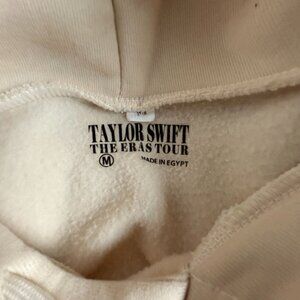 TAYLOR SWIFT
THE ERAS TOUR
M
MADE IN EGYPT